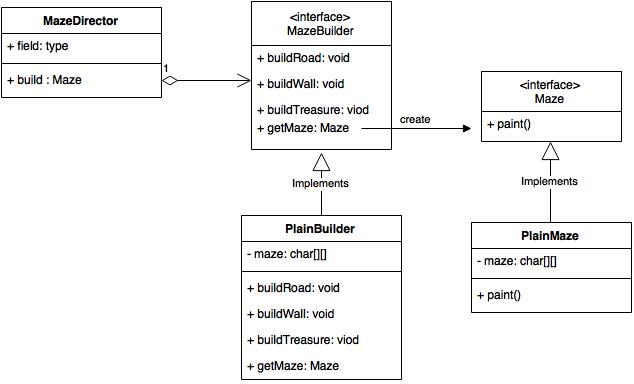 MazeDirector
+ field: type
+ build : Maze
1
<interface>
MazeBuilder
+ buildRoad: void
+ buildWall: void
+ buildTreasure: viod
+ getMaze: Maze
create
<interface>
Maze
+ paint()
Implements
Implements
PlainBuilder
- maze: char[][]
+ buildRoad: void
+ buildWall: void
+ buildTreasure: viod
+ getMaze: Maze
PlainMaze
- maze: char[][]
+ paint()